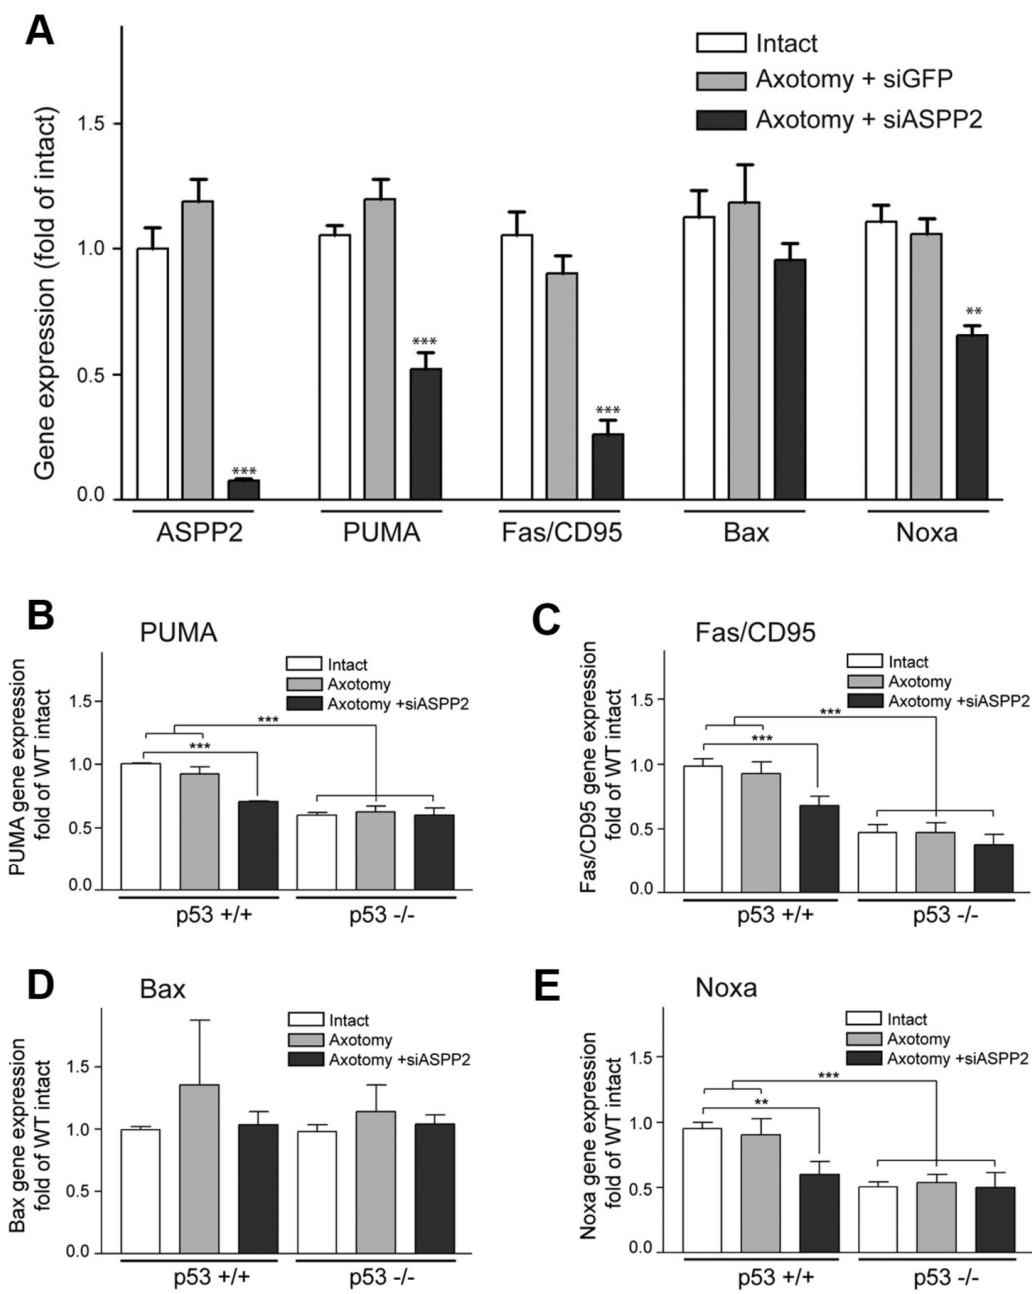 A
Intact
Axotomy + siGFP
Axotomy + siASPP2
Gene expression (fold of intact)
1.5
1.0
0.5
0.0
***
***
***
**
ASPP2
PUMA
Fas/CD95
Bax
Noxa
B
PUMA
Intact
Axotomy
Axotomy +siASPP2
PUMA gene expression
fold of WT intact
1.5
1.0
0.5
0.0
***
***
p53 +/+
p53 -/-
C
Fas/CD95
Intact
Axotomy
Axotomy +siASPP2
Fas/CD95 gene expression
fold of WT intact
1.5
1.0
0.5
0.0
***
***
p53 +/+
p53 -/-
D
Bax
Intact
Axotomy
Axotomy +siASPP2
Bax gene expression
fold of WT intact
1.5
1.0
0.5
0.0
p53 +/+
p53 -/-
E
Noxa
Intact
Axotomy
Axotomy +siASPP2
Noxa gene expression
fold of WT intact
1.5
1.0
0.5
0.0
***
**
p53 +/+
p53 -/-